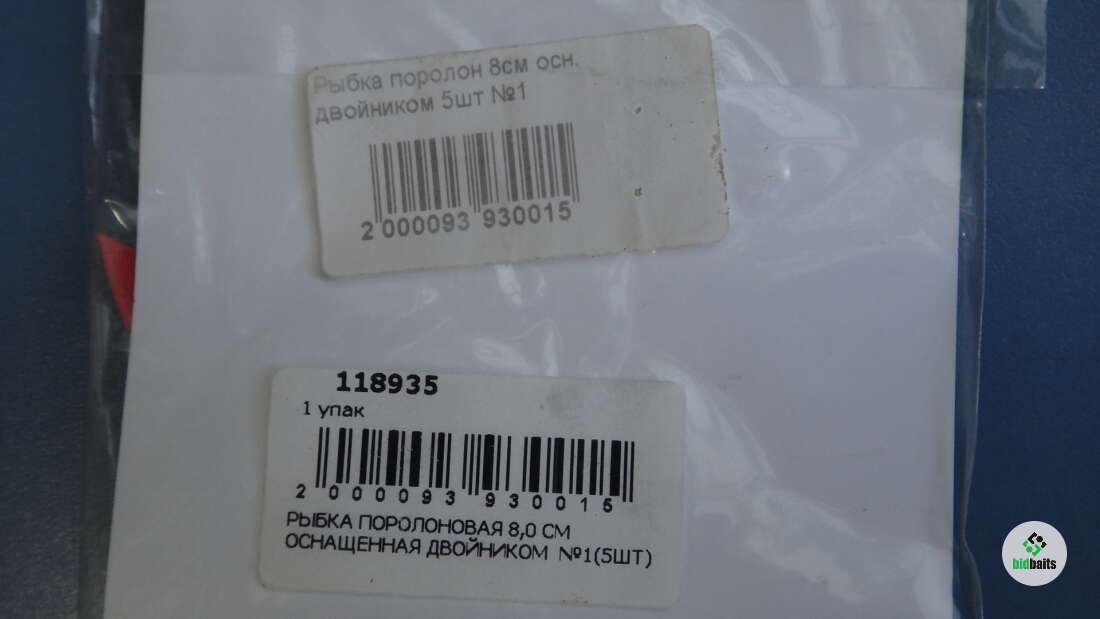 Рыбка поролон 8см осн.
двойником 5шт №1
2 000093 930015
118935
1 упак
2 000093 930015
РЫБКА ПОРОЛОНОВАЯ 8,0 СМ
ОСНАЩЕННАЯ ДВОЙНИКОМ №1(5ШТ)
bidbaits